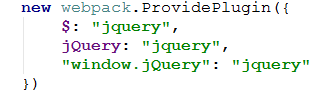 new webpack.ProvidePlugin({
    $: "jquery",
    jQuery: "jquery",
    "window.jQuery": "jquery"
})